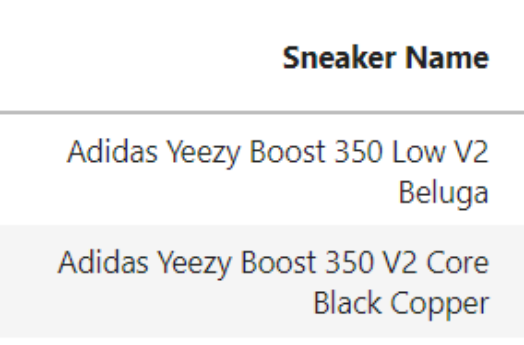 Sneaker Name
Adidas Yeezy Boost 350 Low V2
Beluga
Adidas Yeezy Boost 350 V2 Core
Black Copper